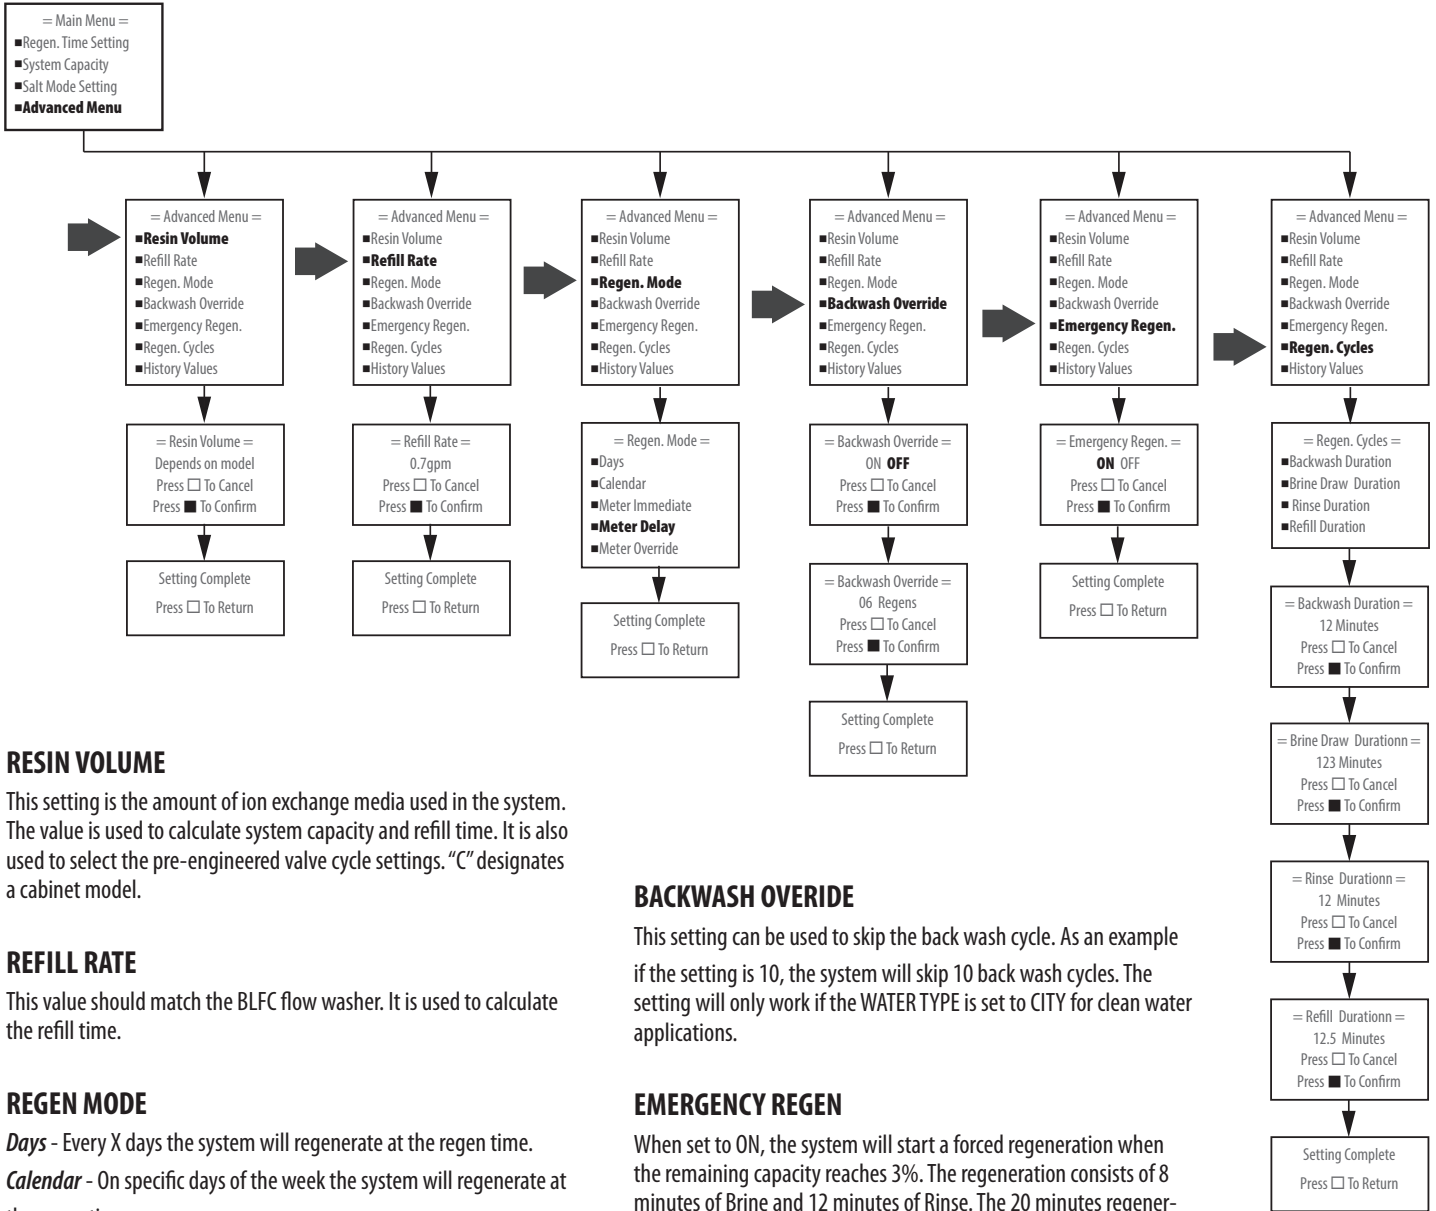 = Main Menu =
■Regen. Time Setting
■System Capacity
■Salt Mode Setting
■Advanced Menu
= Advanced Menu =
■Resin Volume
■Refill Rate
■Regen. Mode
■Backwash Override
■Emergency Regen.
■Regen. Cycles
■History Values
= Resin Volume =
Depends on model
Press □ To Cancel
Press ■ To Confirm
Setting Complete
Press □ To Return
= Advanced Menu =
■Resin Volume
■Refill Rate
■Regen. Mode
■Backwash Override
■Emergency Regen.
■Regen. Cycles
■History Values
= Refill Rate =
0.7gpm
Press □ To Cancel
Press ■ To Confirm
Setting Complete
Press □ To Return
= Advanced Menu =
■Resin Volume
■Refill Rate
■Regen. Mode
■Backwash Override
■Emergency Regen.
■Regen. Cycles
■History Values
= Regen. Mode =
■Days
■Calendar
■Meter Immediate
■Meter Delay
■Meter Override
Setting Complete
Press □ To Return
= Advanced Menu =
■Resin Volume
■Refill Rate
■Regen. Mode
■Backwash Override
■Emergency Regen.
■Regen. Cycles
■History Values
= Backwash Override =
ON OFF
Press □ To Cancel
Press ■ To Confirm
= Backwash Override =
06 Regens
Press □ To Cancel
Press ■ To Confirm
Setting Complete
Press □ To Return
= Advanced Menu =
■Resin Volume
■Refill Rate
■Regen. Mode
■Backwash Override
■Emergency Regen.
■Regen. Cycles
■History Values
= Emergency Regen. =
ON OFF
Press □ To Cancel
Press ■ To Confirm
Setting Complete
Press □ To Return
= Advanced Menu =
■Resin Volume
■Refill Rate
■Regen. Mode
■Backwash Override
■Emergency Regen.
■Regen. Cycles
■History Values
= Regen. Cycles =
■Backwash Duration
■Brine Draw Duration
■ Rinse Duration
■Refill Duration
= Backwash Duration =
12 Minutes
Press □ To Cancel
Press ■ To Confirm
= Brine Draw Durationn =
123 Minutes
Press □ To Cancel
Press ■ To Confirm
= Rinse Durationn =
12 Minutes
Press □ To Cancel
Press ■ To Confirm
= Refill Durationn =
12.5 Minutes
Press □ To Cancel
Press ■ To Confirm
Setting Complete
Press □ To Return
RESIN VOLUME
This setting is the amount of ion exchange media used in the system.
The value is used to calculate system capacity and refill time. It is also
used to select the pre-engineered valve cycle settings. "C" designates
a cabinet model.
REFILL RATE
This value should match the BLFC flow washer. It is used to calculate
the refill time.
REGEN MODE
Days - Every X days the system will regenerate at the regen time.
Calendar - On specific days of the week the system will regenerate at
BACKWASH OVERIDE
This setting can be used to skip the back wash cycle. As an example
if the setting is 10, the system will skip 10 back wash cycles. The
setting will only work if the WATER TYPE is set to CITY for clean water
applications.
EMERGENCY REGEN
When set to ON, the system will start a forced regeneration when
the remaining capacity reaches 3%. The regeneration consists of 8
minutes of Brine and 12 minutes of Rinse. The 20 minutes regener-